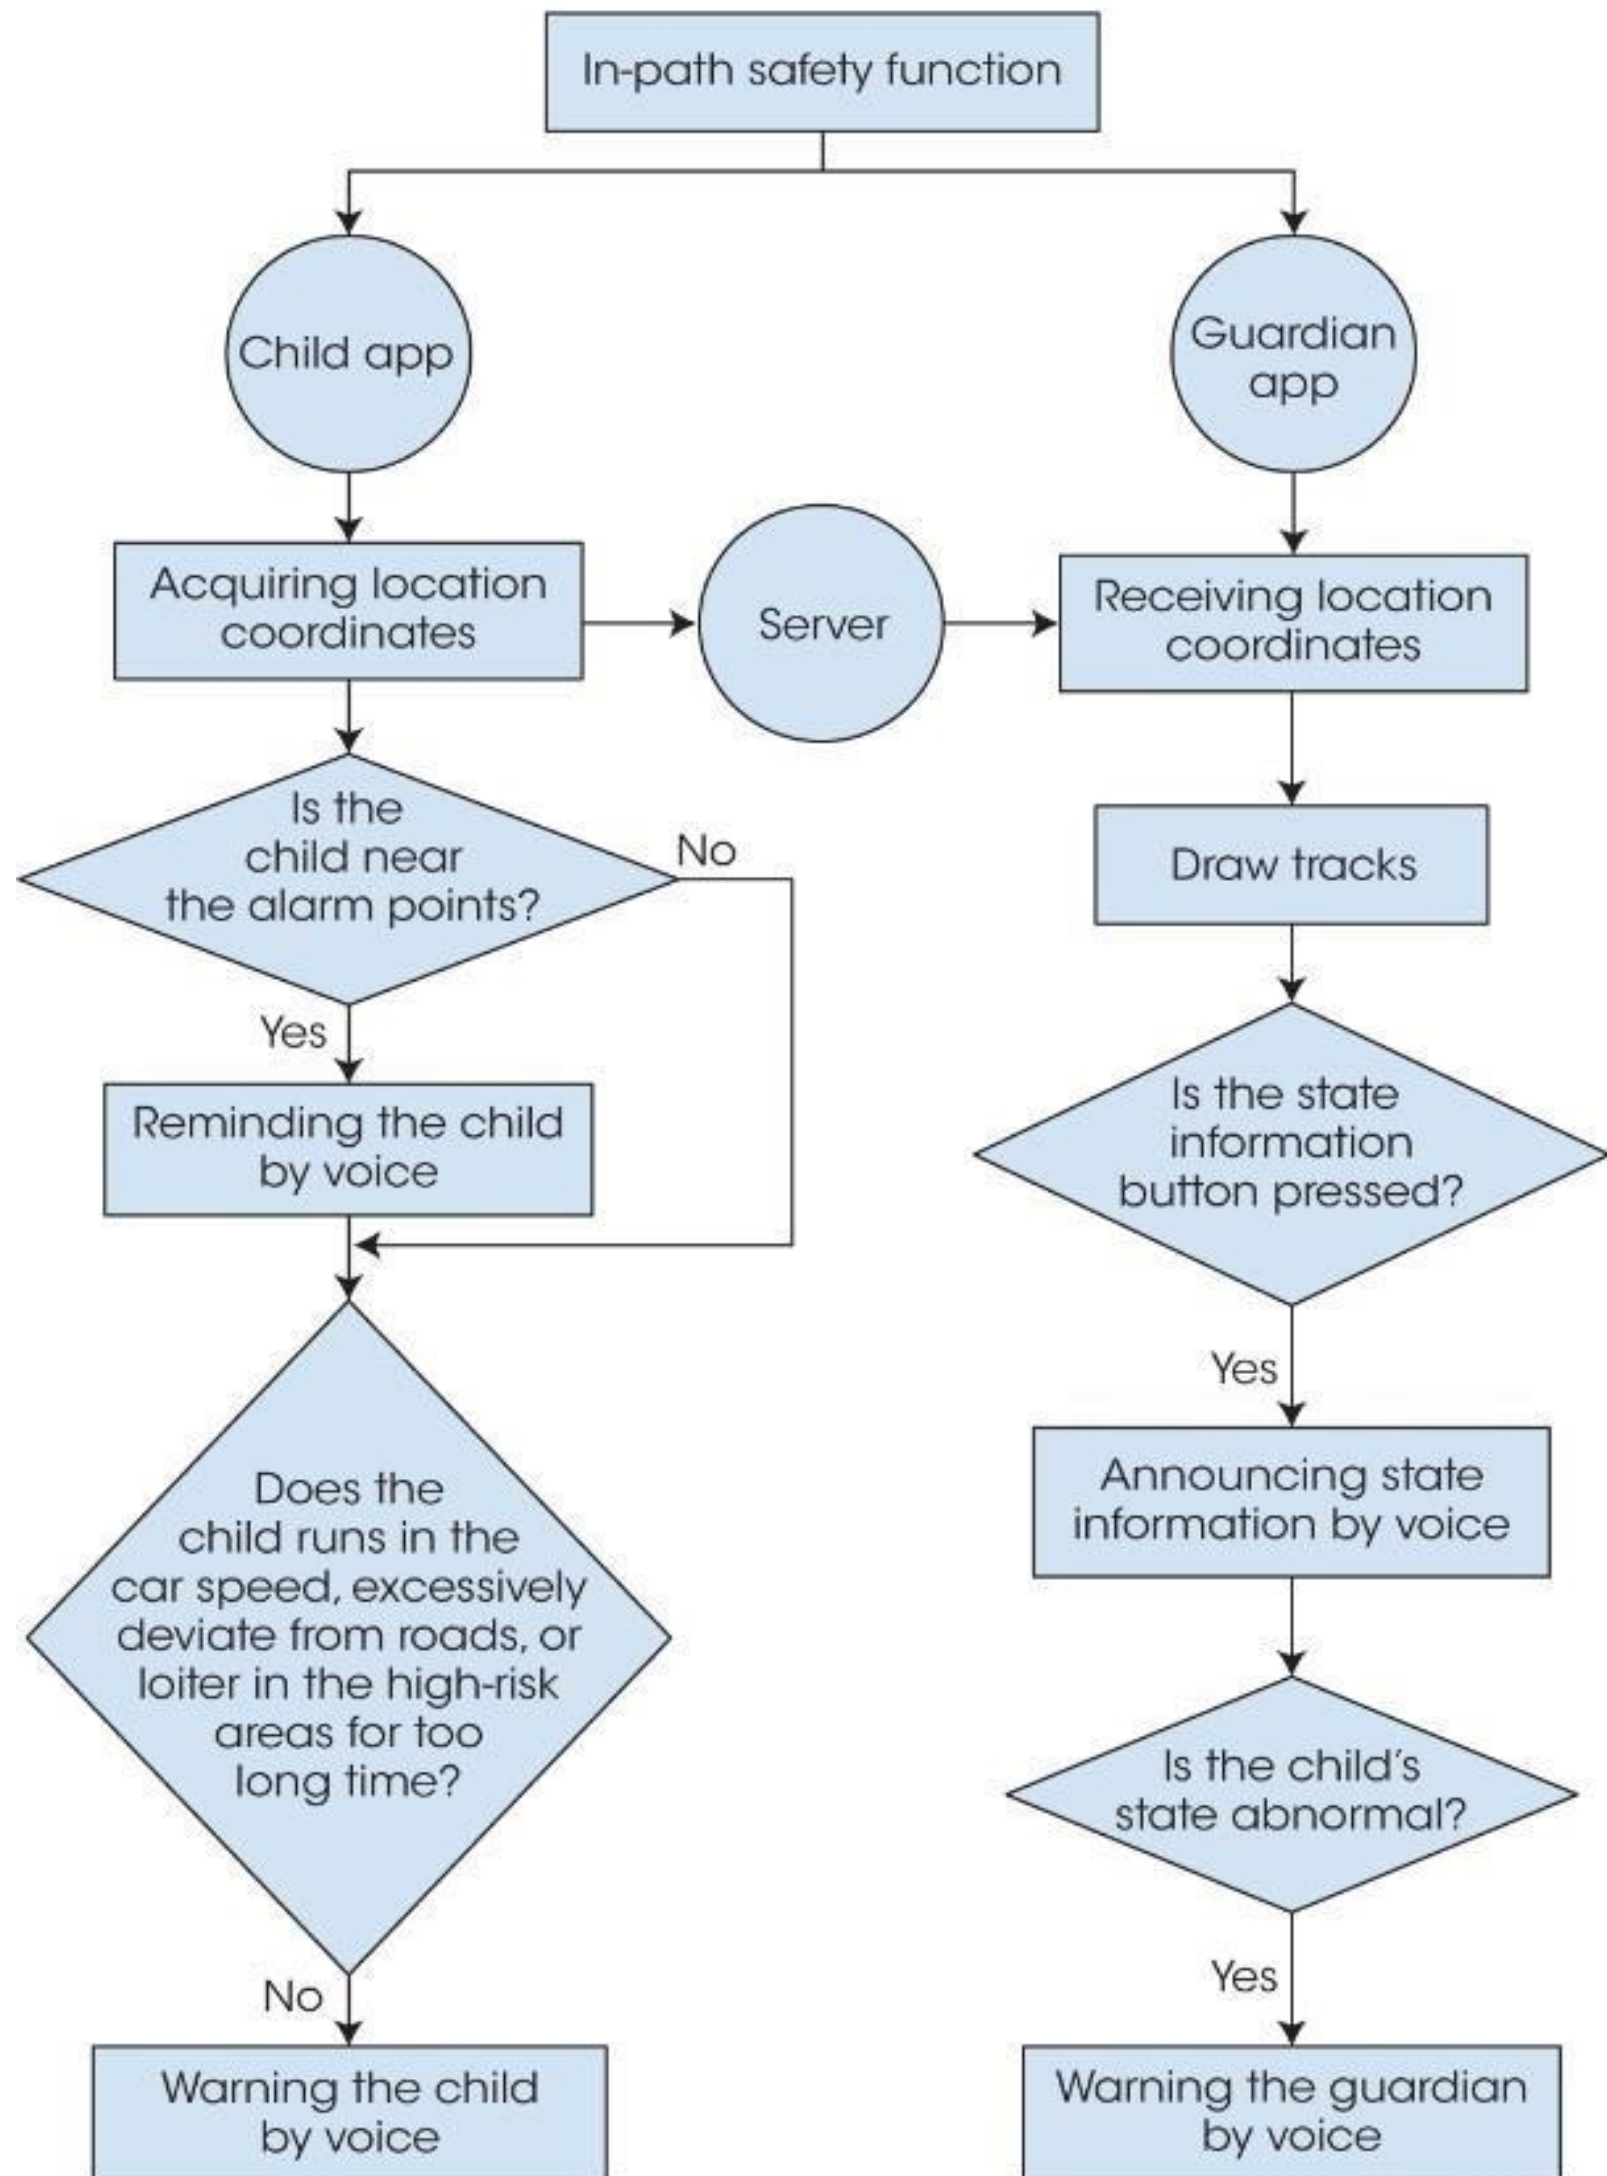 In-path safety function
Child app
Guardian
app
Acquiring location
coordinates
Server
Receiving location
coordinates
Is the
child near
the alarm points?
No
Yes
Reminding the child
by voice
Does the
child runs in the
car speed, excessively
deviate from roads, or
loiter in the high-risk
areas for too
long time?
No
Warning the child
by voice
Draw tracks
Is the state
information
button pressed?
Yes
Announcing state
information by voice
Is the child's
state abnormal?
Yes
Warning the guardian
by voice